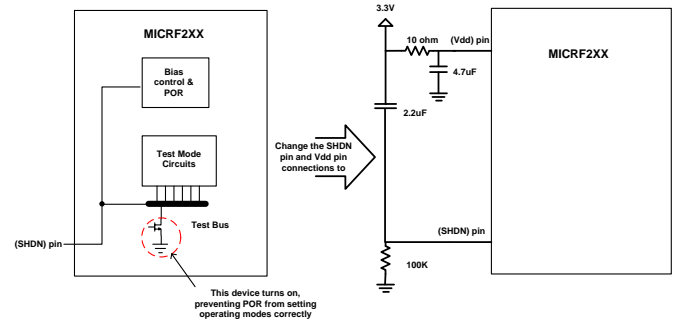 MICRF2XX
Bias
control &
POR
Test Mode
Circuits
Test Bus
(SHDN) pin
This device turns on,
preventing POR from setting
operating modes correctly
Change the SHDN
pin and Vdd pin
connections to
3.3V
10 ohm
(Vdd) pin
4.7uF
2.2uF
(SHDN) pin
100K
MICRF2XX